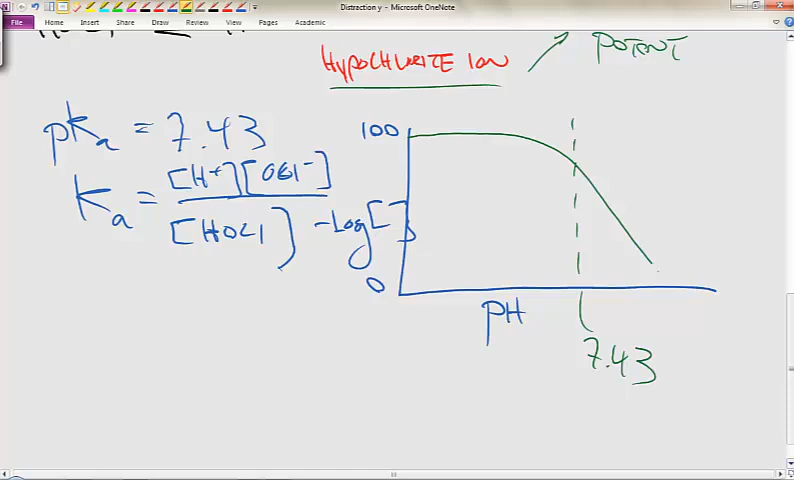 Distraction y - Microsoft OneNote
File Home Insert Share Draw Review View Pages Academic
HYPOCHLORITE ION
POTENT
pKa = 7.43
100
Ka = [H+][OCl-]
[HOCl]
-Log[ ]
0
PH
7.43